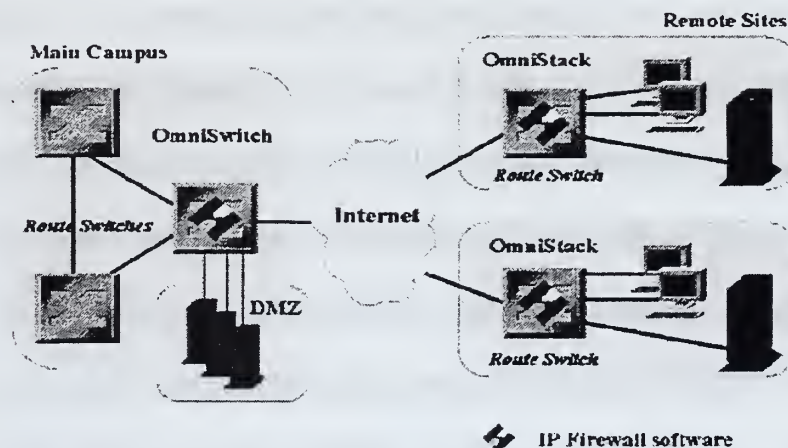 Remote Sites
Main Campus
OmniStack
OmniSwitch
Route Switch
Internet
Route Switches
OmniStack
DMZ
Route Switch
IP Firewall software